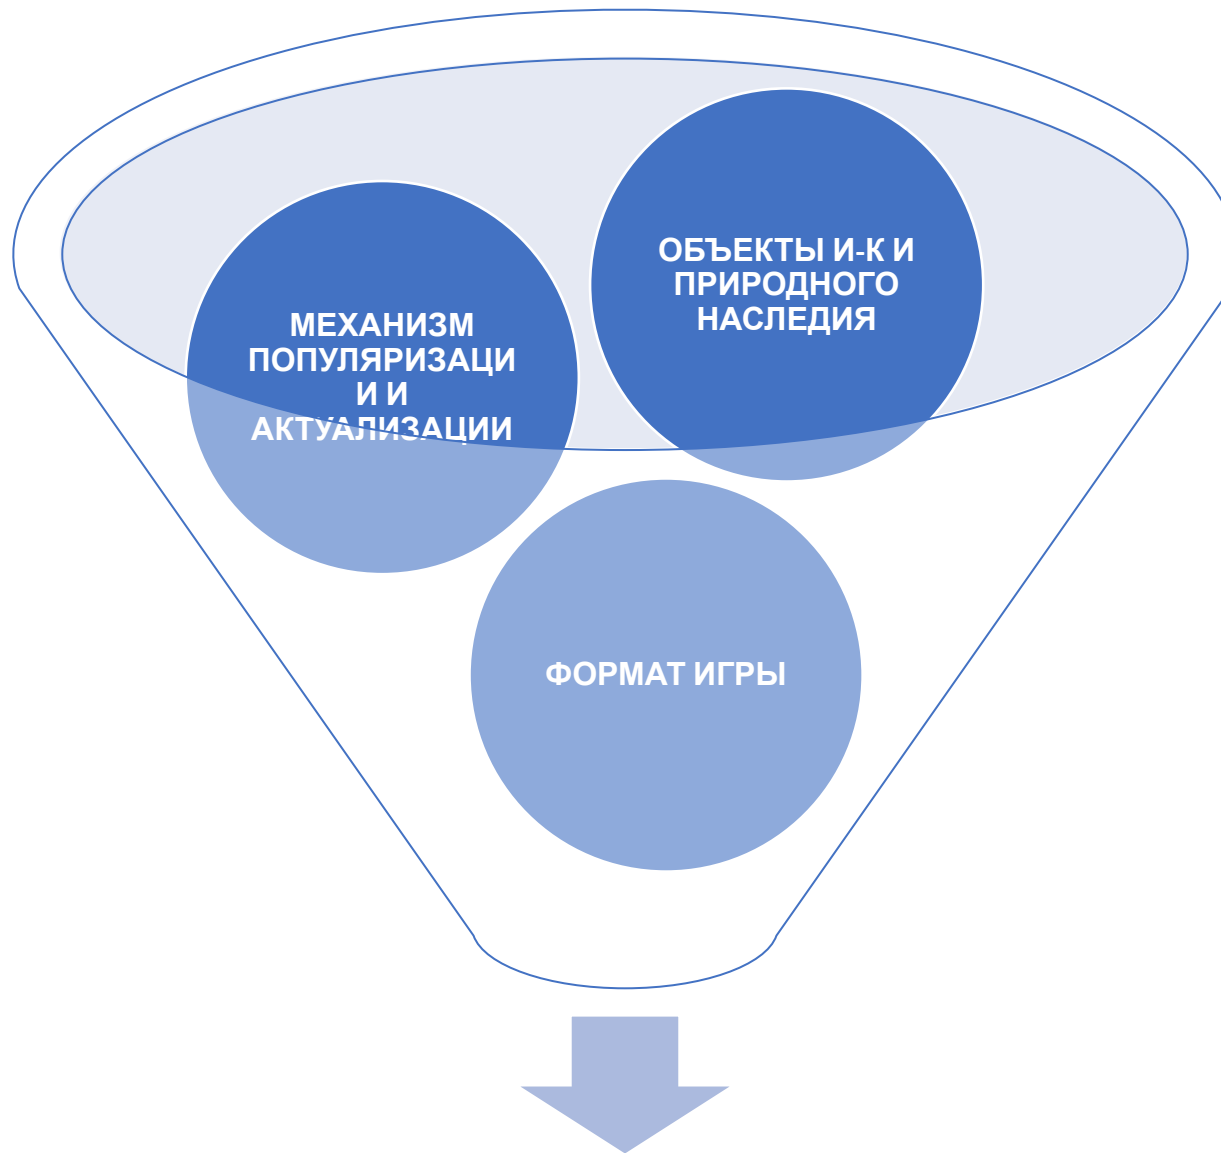 ОБЪЕКТЫ И-К И
ПРИРОДНОГО
НАСЛЕДИЯ
МЕХАНИЗМ
ПОПУЛЯРИЗАЦИ
И И
АКТУАЛИЗАЦИИ
ФОРМАТ ИГРЫ